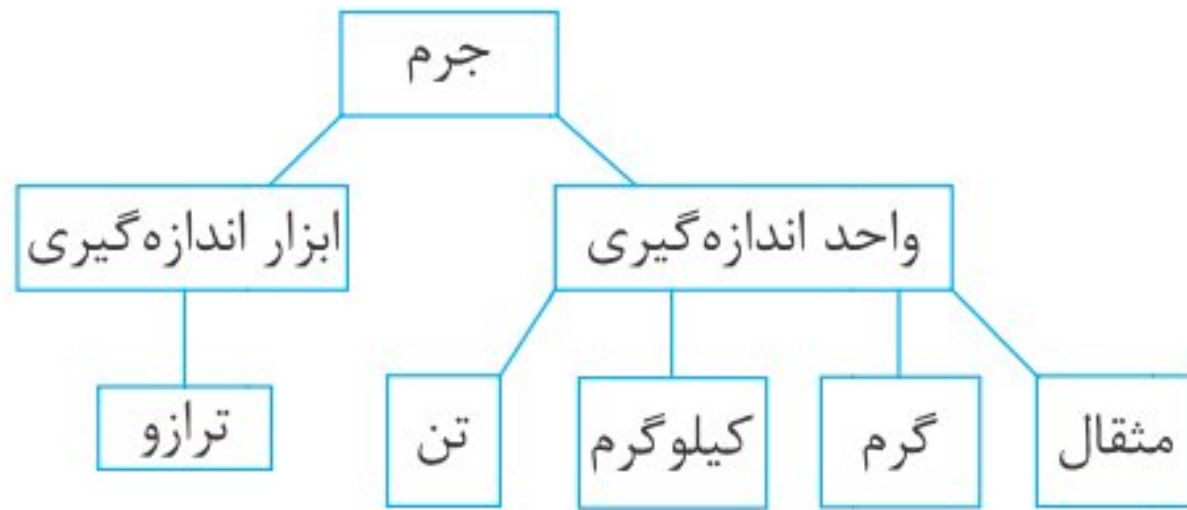 جرم
واحد اندازه‌گیری
ابزار اندازه‌گیری
مثقال
گرم
کیلوگرم
تن
ترازو